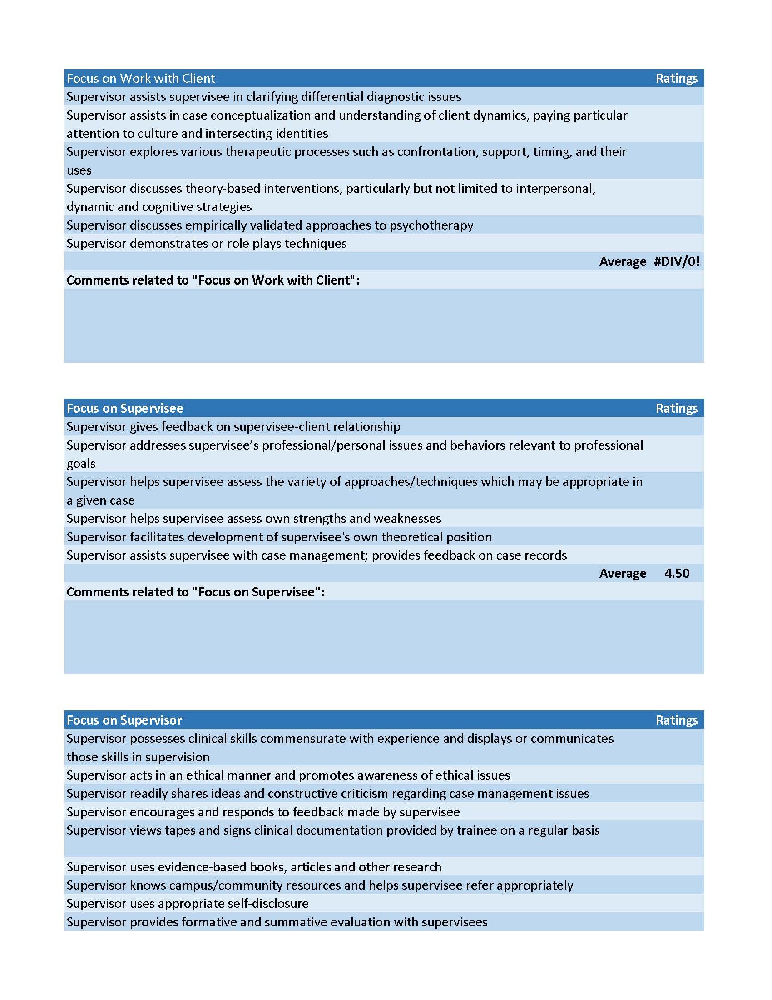 Focus on Work with Client Ratings
Supervisor assists supervisee in clarifying differential diagnostic issues
Supervisor assists in case conceptualization and understanding of client dynamics, paying particular
attention to culture and intersecting identities
Supervisor explores various therapeutic processes such as confrontation, support, timing, and their
uses
Supervisor discusses theory-based interventions, particularly but not limited to interpersonal,
dynamic and cognitive strategies
Supervisor discusses empirically validated approaches to psychotherapy
Supervisor demonstrates or role plays techniques
Average #DIV/0!
Comments related to "Focus on Work with Client":
Focus on Supervisee Ratings
Supervisor gives feedback on supervisee-client relationship
Supervisor addresses supervisee’s professional/personal issues and behaviors relevant to professional
goals
Supervisor helps supervisee assess the variety of approaches/techniques which may be appropriate in
a given case
Supervisor helps supervisee assess own strengths and weaknesses
Supervisor facilitates development of supervisee's own theoretical position
Supervisor assists supervisee with case management; provides feedback on case records
Average 4.50
Comments related to "Focus on Supervisee":
Focus on Supervisor Ratings
Supervisor possesses clinical skills commensurate with experience and displays or communicates
those skills in supervision
Supervisor acts in an ethical manner and promotes awareness of ethical issues
Supervisor readily shares ideas and constructive criticism regarding case management issues
Supervisor encourages and responds to feedback made by supervisee
Supervisor views tapes and signs clinical documentation provided by trainee on a regular basis
Supervisor uses evidence-based books, articles and other research
Supervisor knows campus/community resources and helps supervisee refer appropriately
Supervisor uses appropriate self-disclosure
Supervisor provides formative and summative evaluation with supervisees